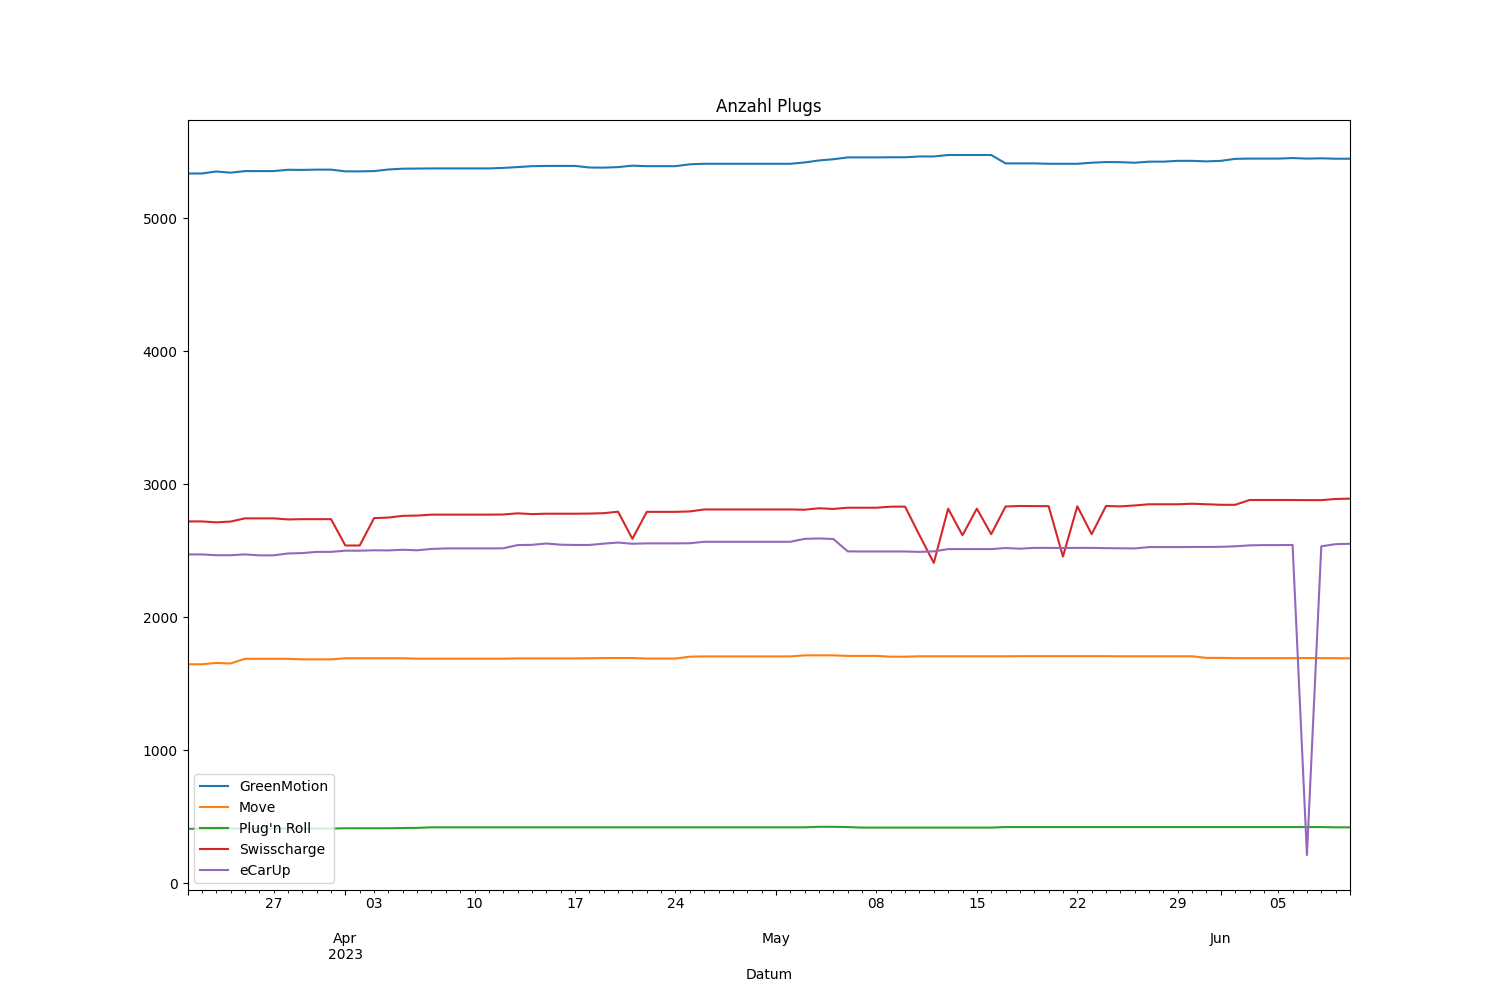 Anzahl Plugs
5000
4000
3000
2000
1000
0
GreenMotion
Move
Plug'n Roll
Swisscharge
eCarUp
27 03 10 17 24 08 15 22 29 05
Apr May Jun
2023
Datum